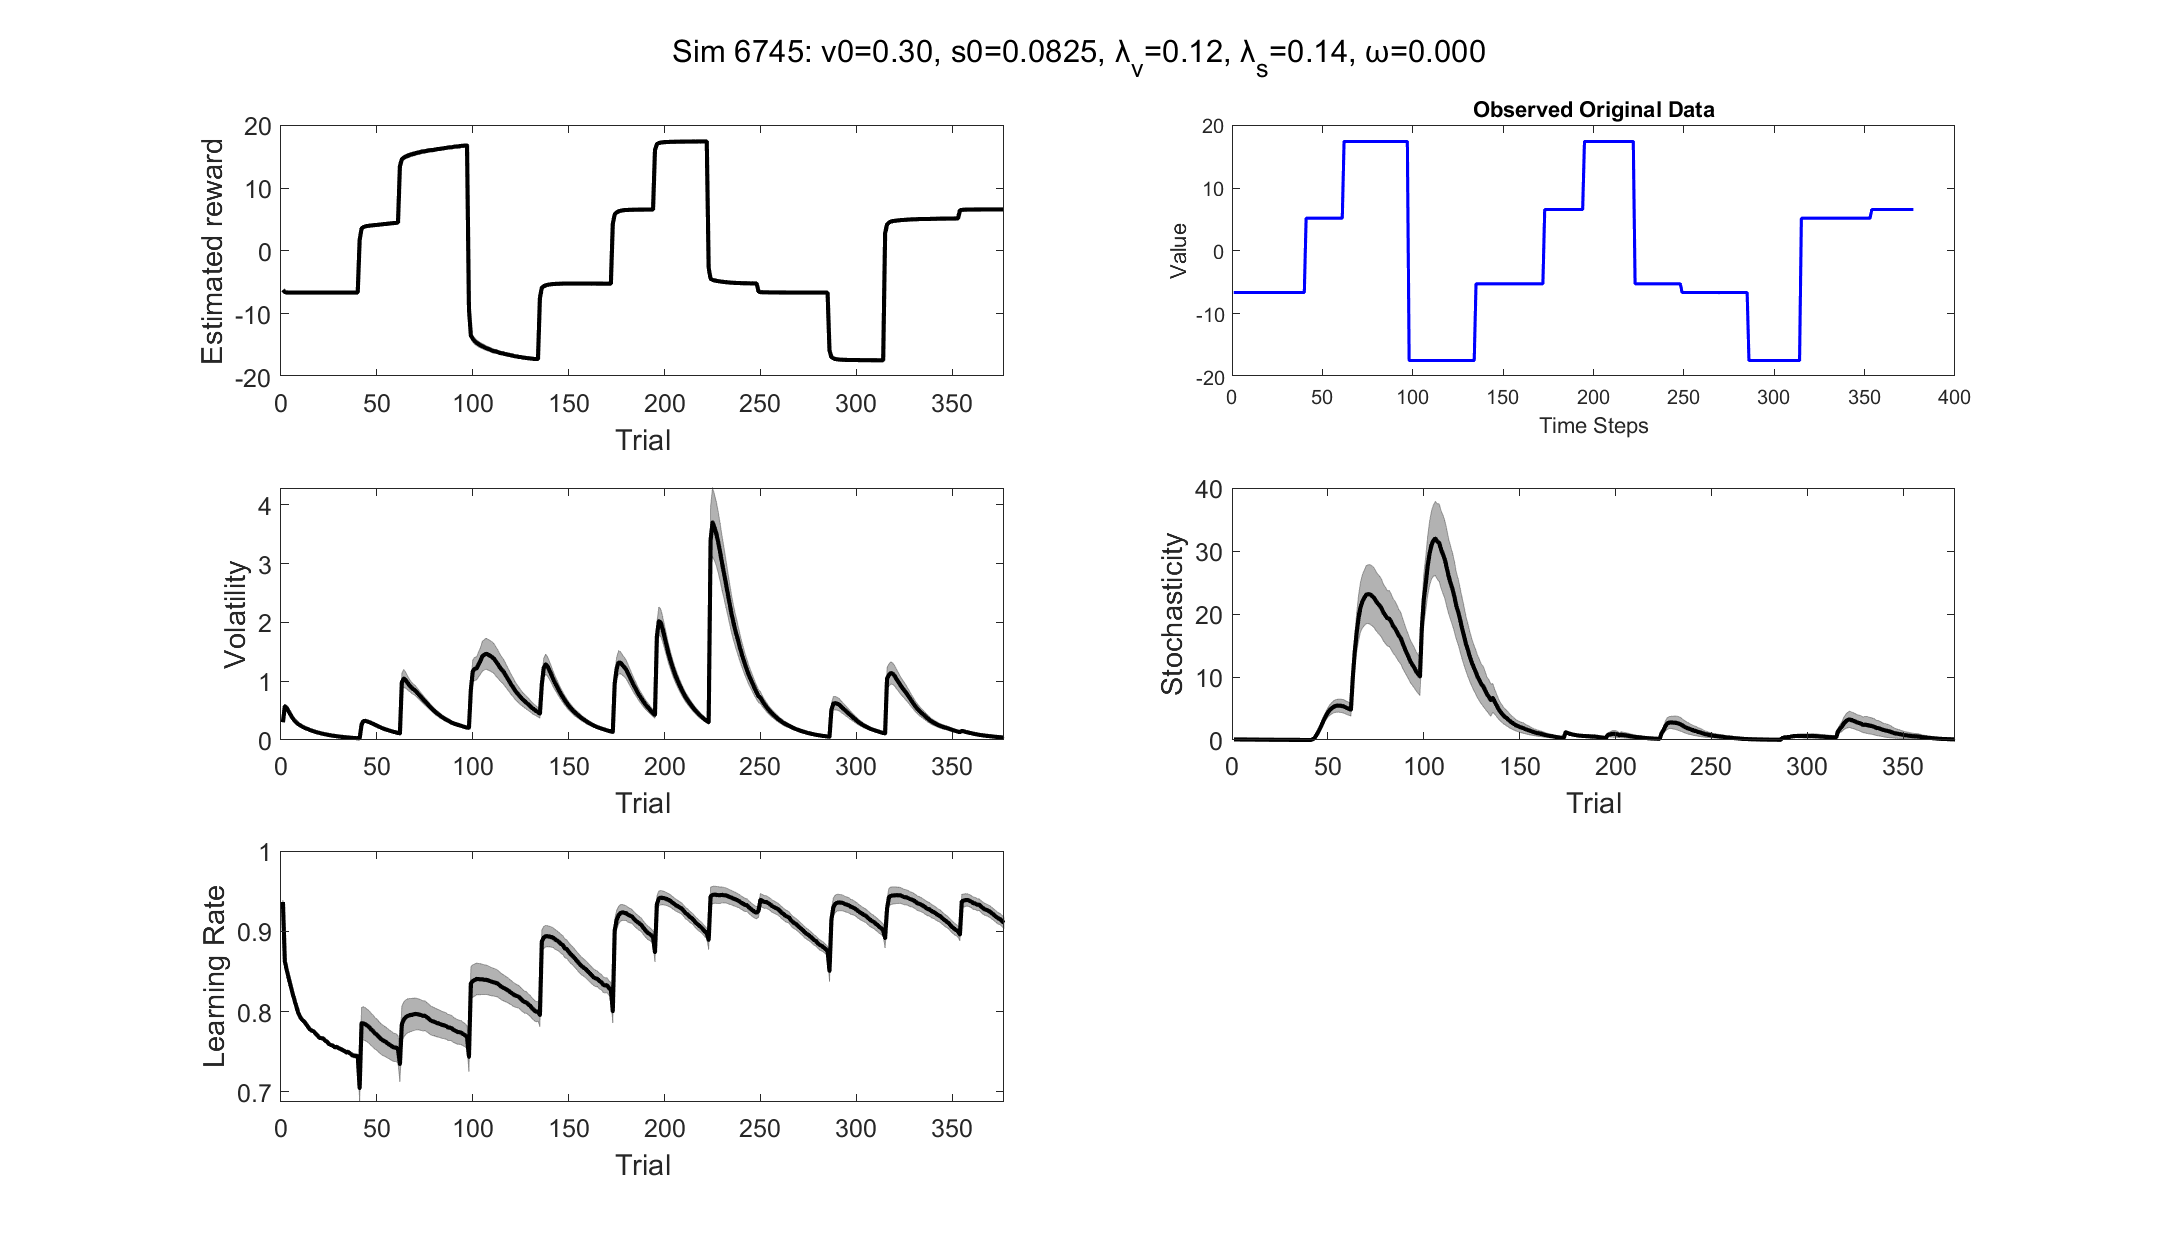 Sim 6745: v0=0.30, s0=0.0825, λ_v=0.12, λ_s=0.14, ω=0.000
Estimated reward
20
10
0
-10
-20
0 50 100 150 200 250 300 350
Trial
Observed Original Data
Value
20
10
0
-10
-20
0 50 100 150 200 250 300 350 400
Time Steps
Volatility
4
3
2
1
0
0 50 100 150 200 250 300 350
Trial
Stochasticity
40
30
20
10
0
0 50 100 150 200 250 300 350
Trial
Learning Rate
1
0.9
0.8
0.7
0 50 100 150 200 250 300 350
Trial